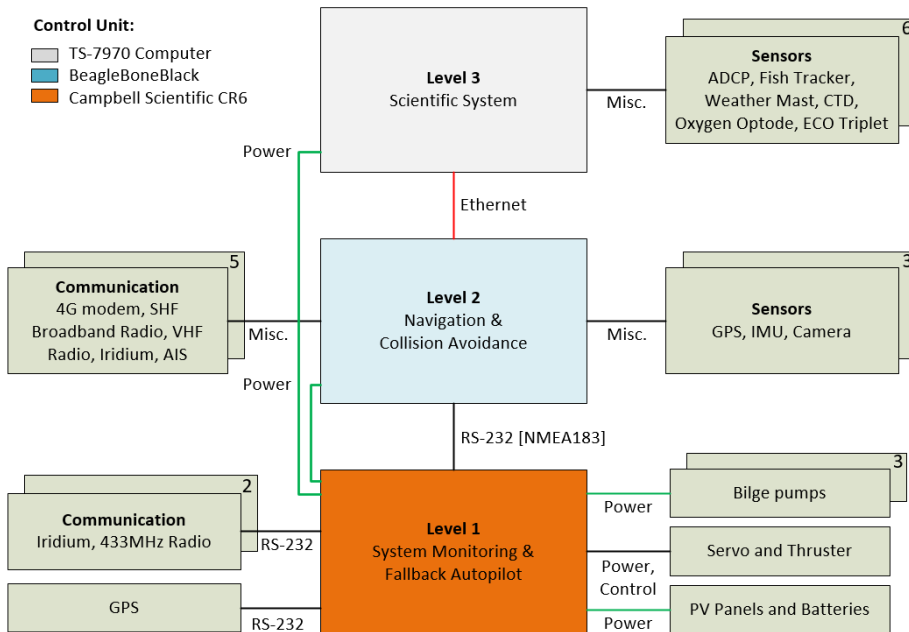 Control Unit:
TS-7970 Computer
BeagleBoneBlack
Campbell Scientific CR6
Level 3
Scientific System
Misc.
6
Sensors
ADCP, Fish Tracker,
Weather Mast, CTD,
Oxygen Optode, ECO Triplet
Power
Ethernet
5
Communication
4G modem, SHF
Broadband Radio, VHF
Radio, Iridium, AIS
Misc.
Level 2
Navigation &
Collision Avoidance
Misc.
3
Sensors
GPS, IMU, Camera
Power
RS-232 [NMEA183]
2
Communication
Iridium, 433MHz Radio
RS-232
GPS
RS-232
Level 1
System Monitoring &
Fallback Autopilot
3
Bilge pumps
Power
Servo and Thruster
Power,
Control
PV Panels and Batteries
Power